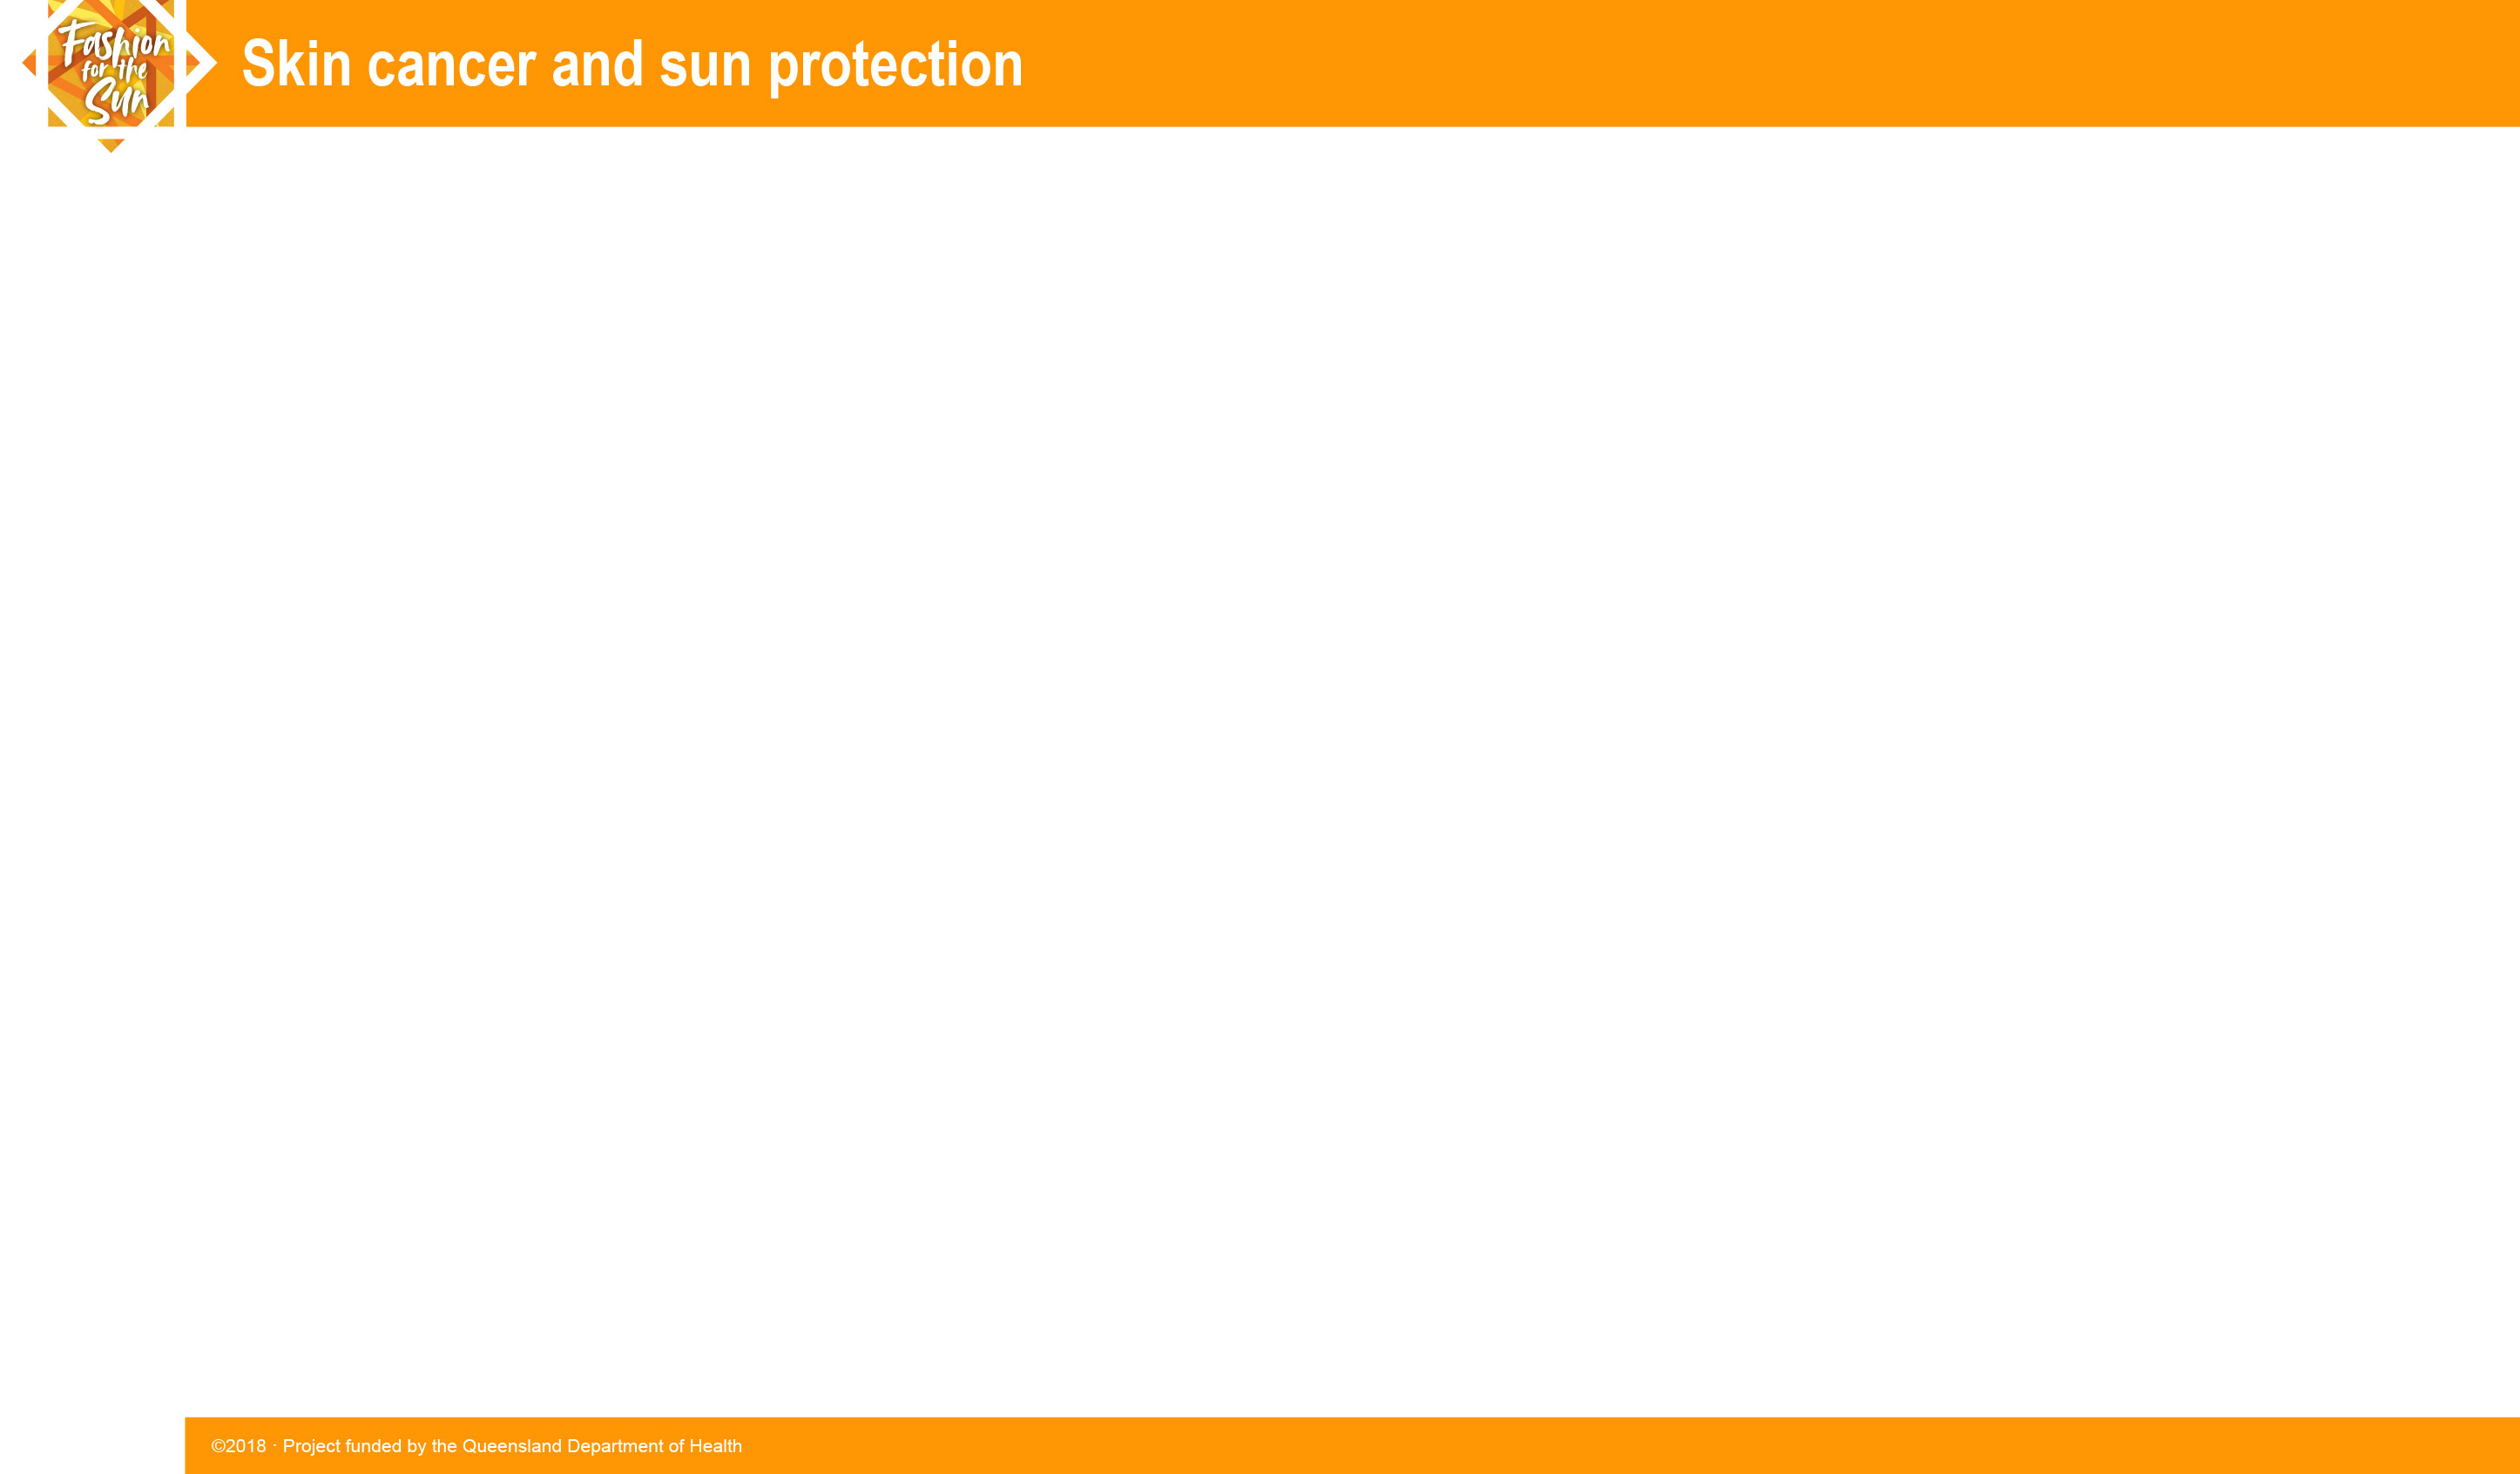 Fashion
for the
Sun
Skin cancer and sun protection
©2018 · Project funded by the Queensland Department of Health